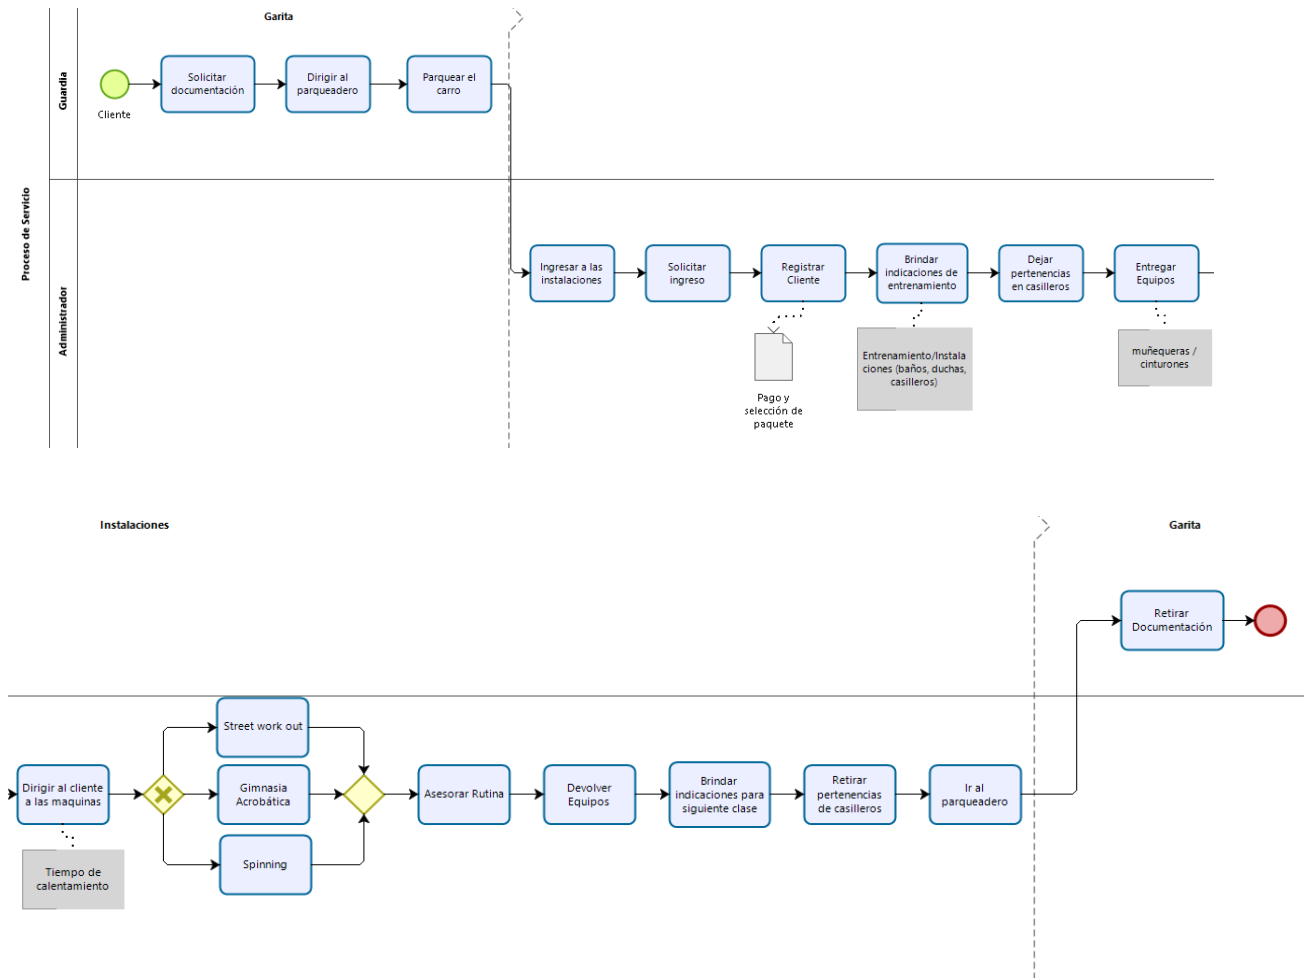 Garita
Proceso de Servicio
Guardia
Cliente
Solicitar
documentación
Dirigir al
parqueadero
Parquear el
carro
Administrador
Ingresar a las
instalaciones
Solicitar
ingreso
Registrar
Cliente
Brindar
indicaciones de
entrenamiento
Dejar
pertenencias
en casilleros
Entregar
Equipos
Pago y
selección de
paquete
Entrenamiento/Instala
ciones (baños, duchas,
casilleros)
muñequeras /
cinturones
Instalaciones
Garita
Retirar
Documentación
Dirigir al cliente
a las maquinas
Tiempo de
calentamiento
Street work out
Gimnasia
Acrobática
Spinning
Asesorar Rutina
Devolver
Equipos
Brindar
indicaciones para
siguiente clase
Retirar
pertenencias
de casilleros
Ir al
parqueadero